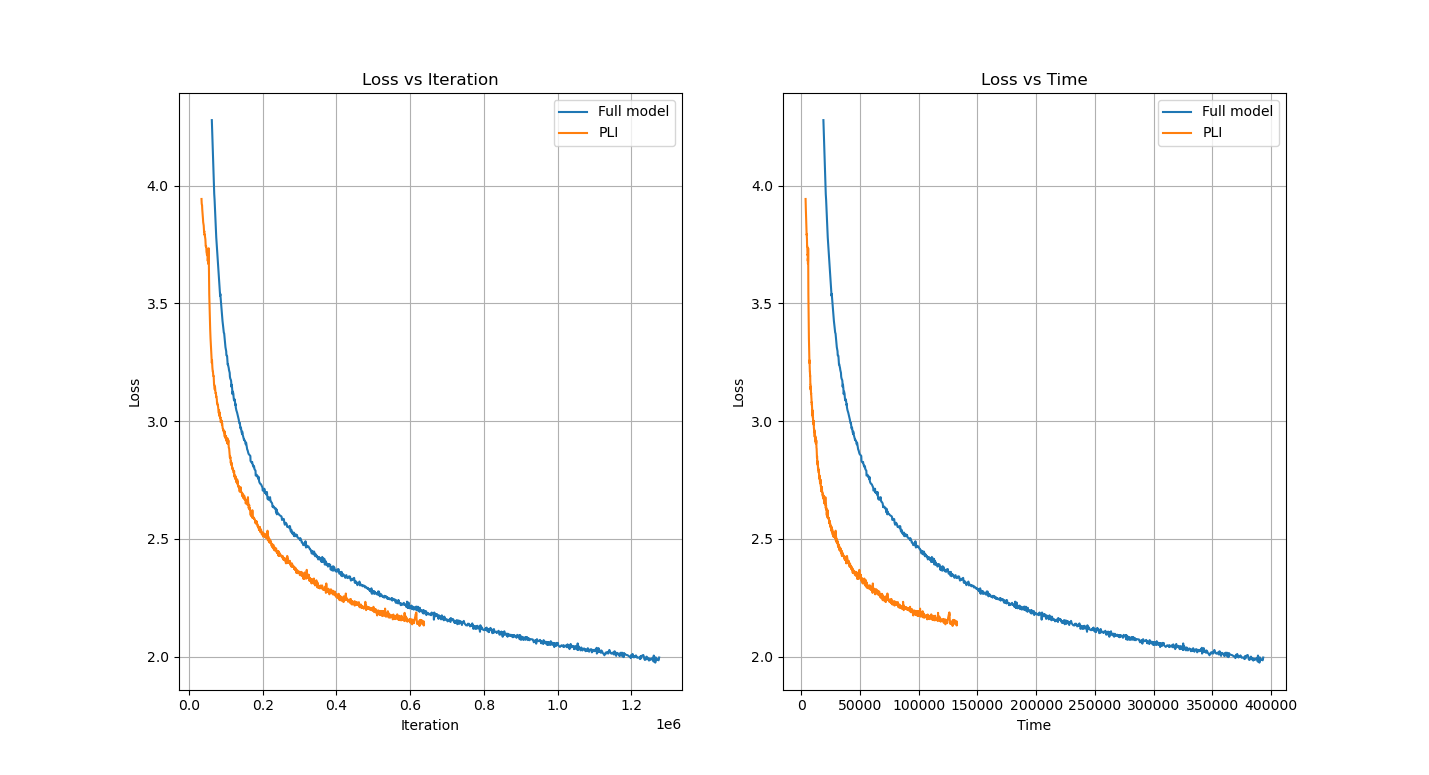 Loss vs Iteration
Full model
PLI
4.0
3.5
3.0
2.5
2.0
Loss
0.0 0.2 0.4 0.6 0.8 1.0 1.2
1e6
Iteration
Loss vs Time
Full model
PLI
4.0
3.5
3.0
2.5
2.0
Loss
0 50000 100000 150000 200000 250000 300000 350000 400000
Time